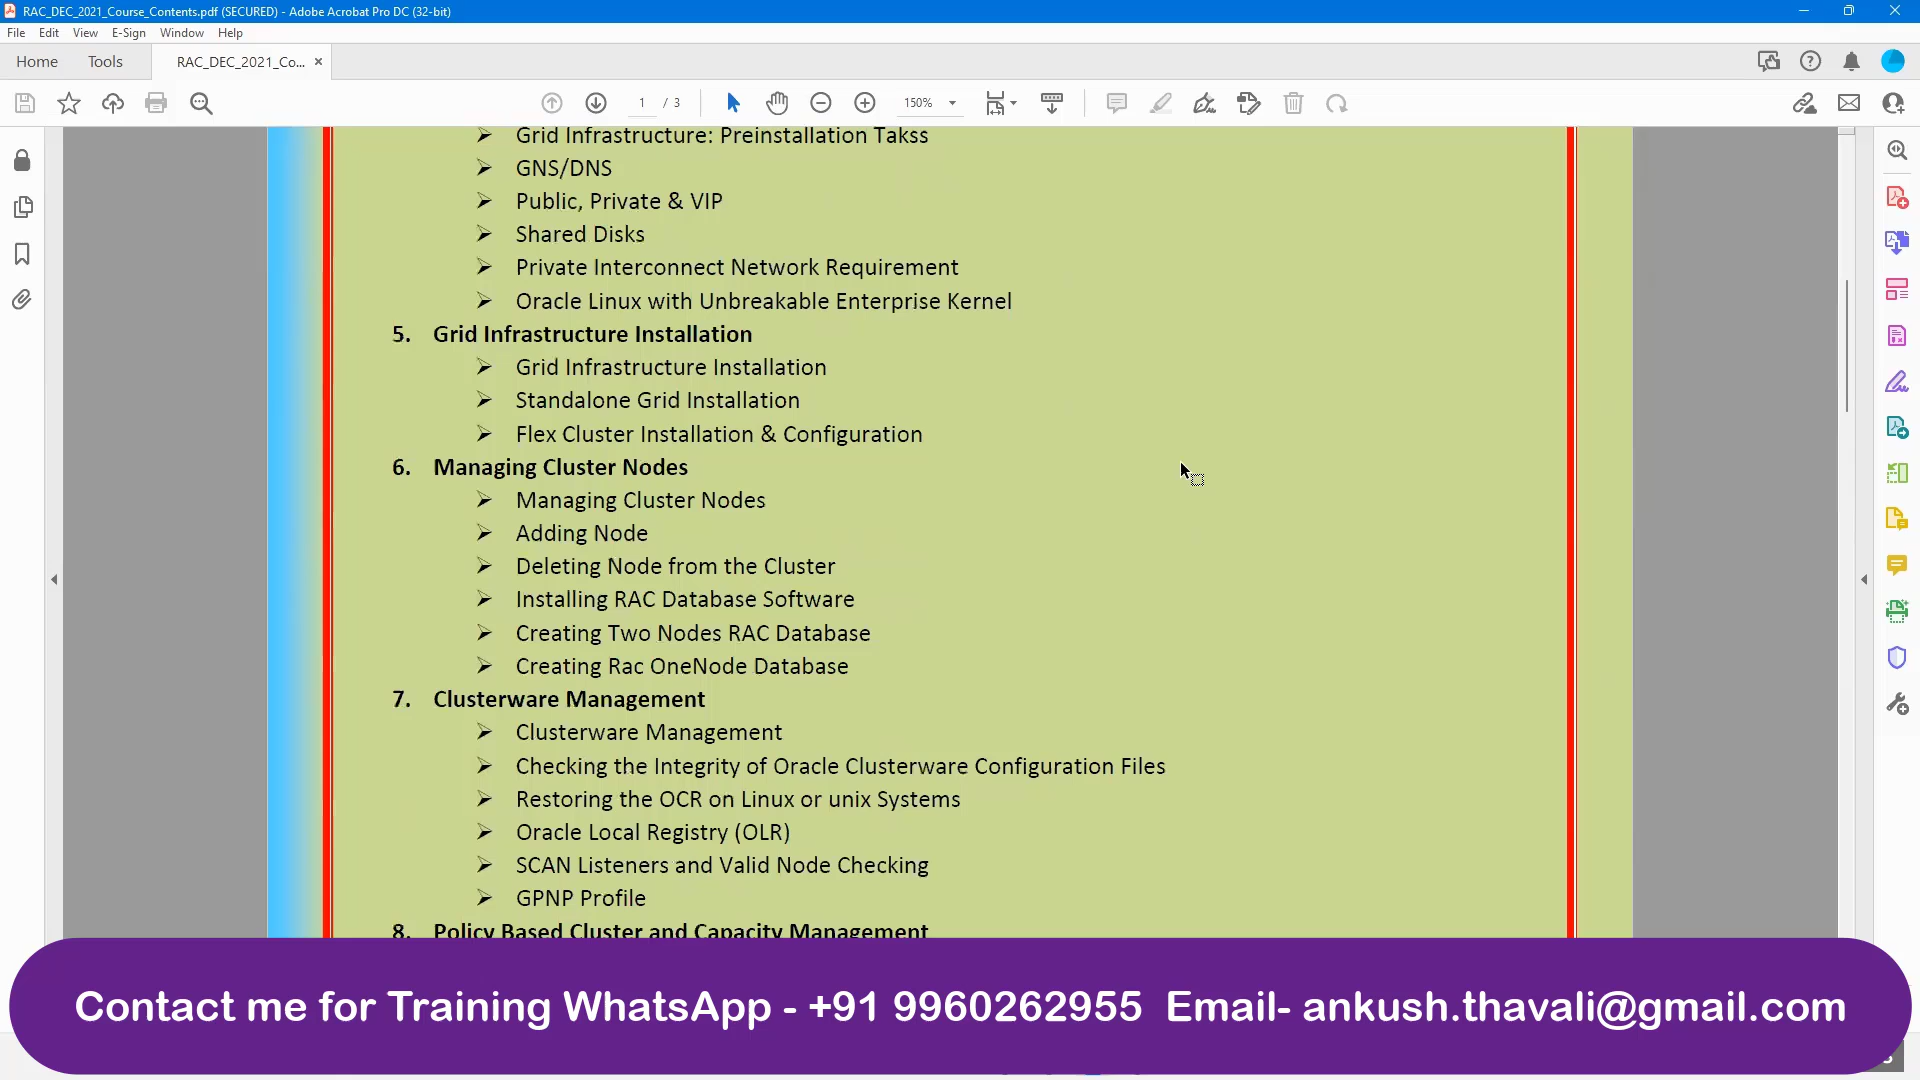 RAC_DEC_2021_Course_Contents.pdf (SECURED) - Adobe Acrobat Pro DC (32-bit)
File Edit View E-Sign Window Help
Home Tools RAC_DEC_2021_Co... ×
1 / 3 150%
Grid Infrastructure: Preinstallation Takss
GNS/DNS
Public, Private & VIP
Shared Disks
Private Interconnect Network Requirement
Oracle Linux with Unbreakable Enterprise Kernel
5. Grid Infrastructure Installation
Grid Infrastructure Installation
Standalone Grid Installation
Flex Cluster Installation & Configuration
6. Managing Cluster Nodes
Managing Cluster Nodes
Adding Node
Deleting Node from the Cluster
Installing RAC Database Software
Creating Two Nodes RAC Database
Creating Rac OneNode Database
7. Clusterware Management
Clusterware Management
Checking the Integrity of Oracle Clusterware Configuration Files
Restoring the OCR on Linux or unix Systems
Oracle Local Registry (OLR)
SCAN Listeners and Valid Node Checking
GPNP Profile
8. Policy Based Cluster and Capacity Management
Contact me for Training WhatsApp - +91 9960262955 Email- ankush.thavali@gmail.com